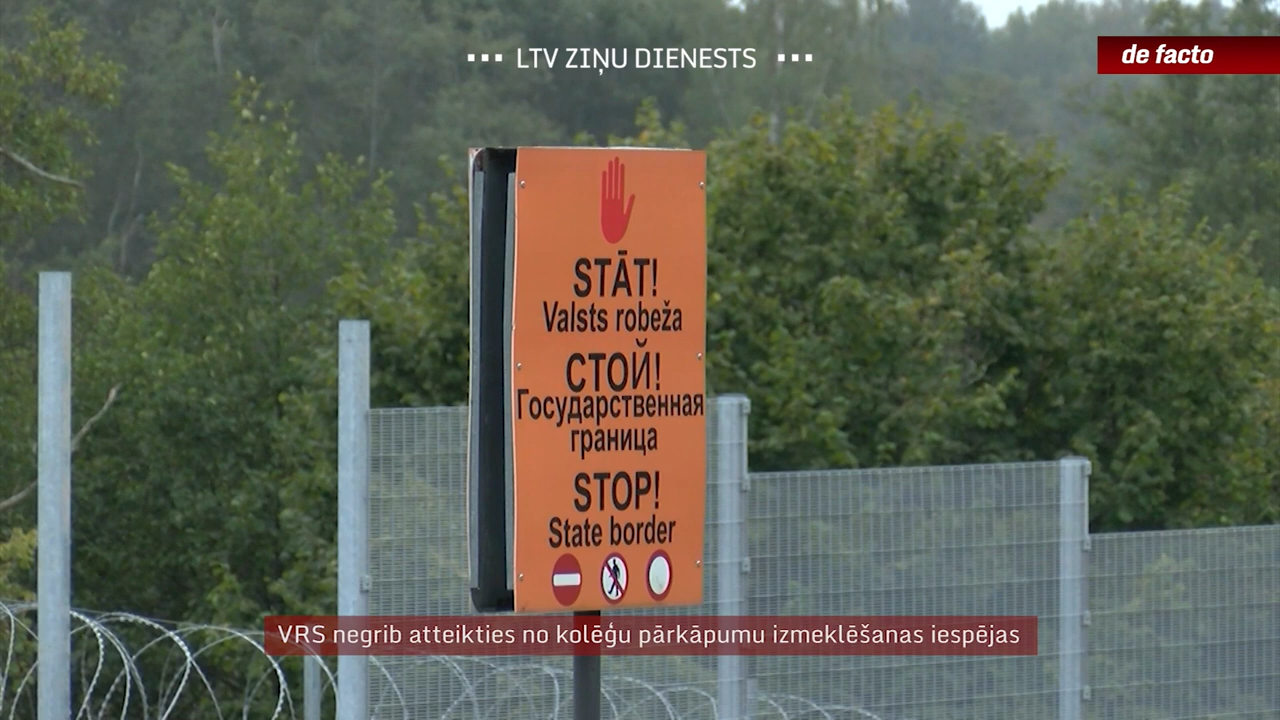 LTV ZIŅU DIENESTS
de facto
STĀT!
Valsts robeža
СТОЙ!
Государственная
граница
STOP!
State border
VRS negrib atteikties no kolēģu pārkāpumu izmeklēšanas iespējas